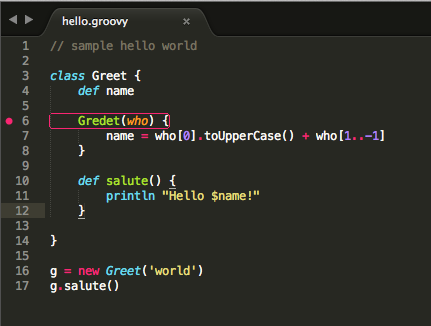 hello.groovy ×
1 // sample hello world
2
3 class Greet {
4 def name
5
6 Gredet(who) {
7 name = who[0].toUpperCase() + who[1..-1]
8 }
9
10 def salute() {
11 println "Hello $name!"
12 }
13
14 }
15
16 g = new Greet('world')
17 g.salute()